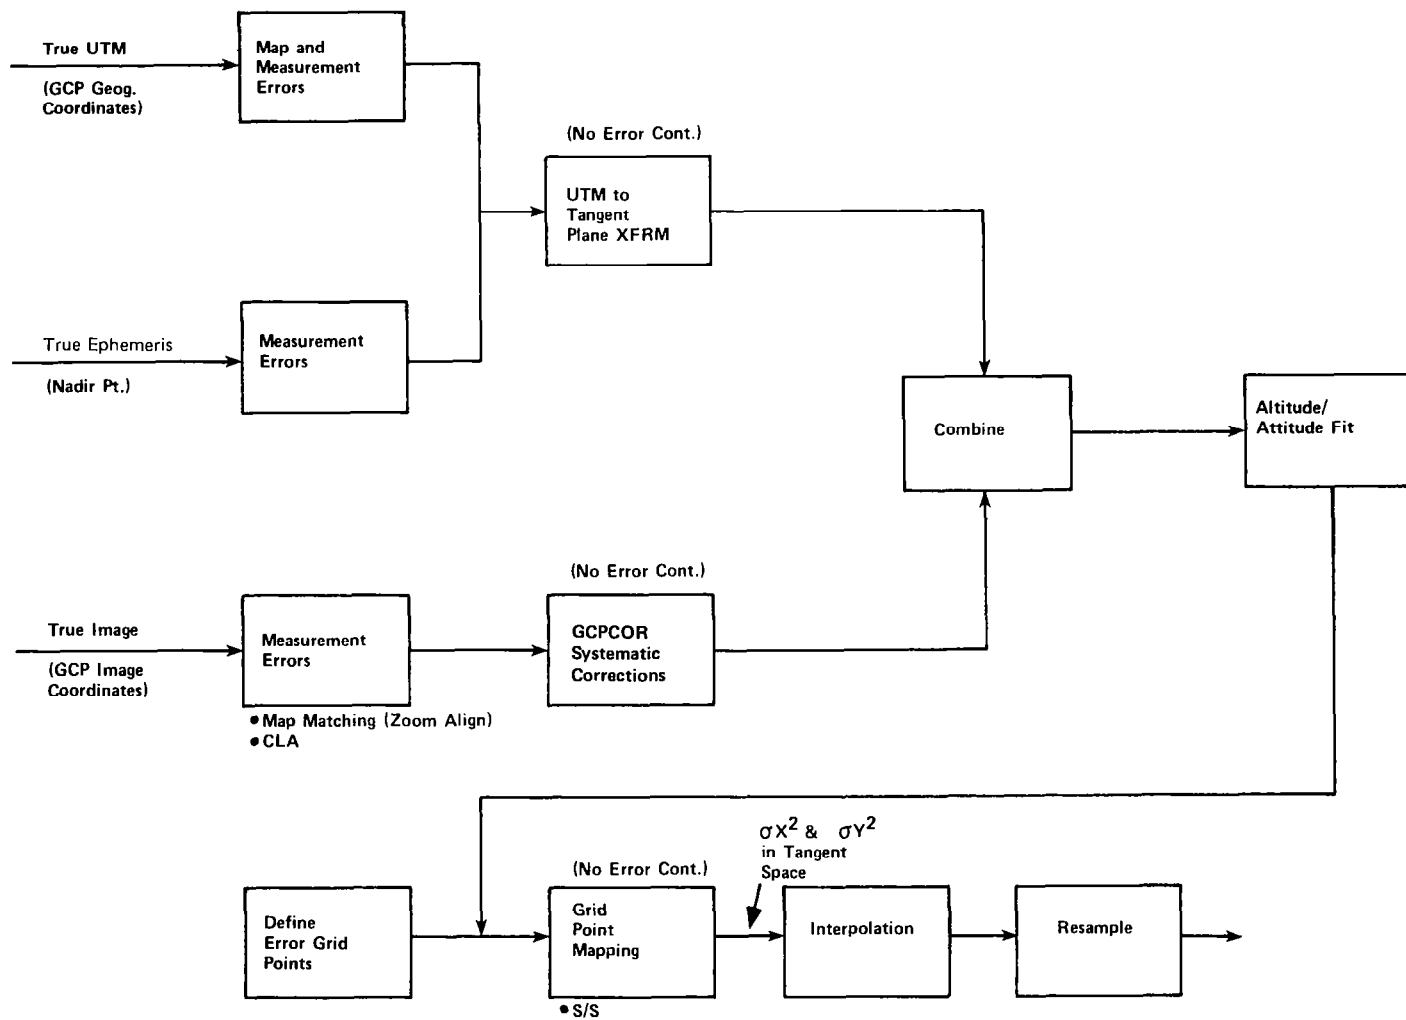 True UTM
(GCP Geog.
Coordinates)
Map and
Measurement
Errors
(No Error Cont.)
UTM to
Tangent
Plane XFRM
True Ephemeris
(Nadir Pt.)
Measurement
Errors
Combine
Altitude/
Attitude Fit
True Image
(GCP Image
Coordinates)
Measurement
Errors
• Map Matching (Zoom Align)
• CLA
(No Error Cont.)
GCPCOR
Systematic
Corrections
Define
Error Grid
Points
(No Error Cont.)
Grid
Point
Mapping
• S/S
σX² & σY²
in Tangent
Space
Interpolation
Resample